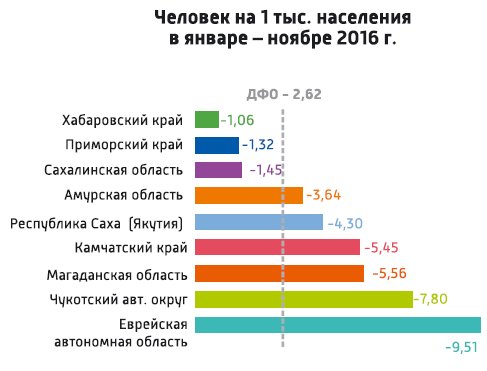 Человек на 1 тыс. населения
в январе – ноябре 2016 г.
ДФО – 2,62
Хабаровский край -1,06
Приморский край -1,32
Сахалинская область -1,45
Амурская область -3,64
Республика Саха (Якутия) -4,30
Камчатский край -5,45
Магаданская область -5,56
Чукотский авт. округ -7,80
Еврейская
автономная область -9,51